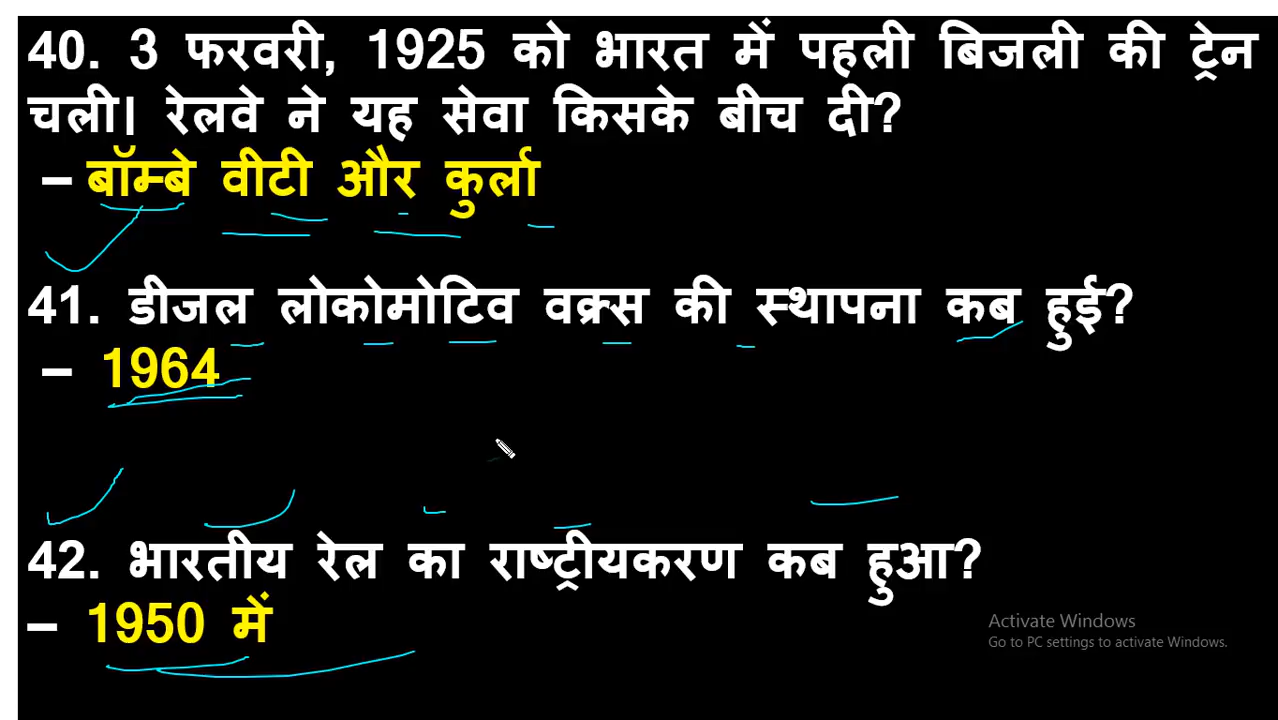 40. 3 फरवरी, 1925 को भारत में पहली बिजली की ट्रेन
चली। रेलवे ने यह सेवा किसके बीच दी?
– बॉम्बे वीटी और कुर्ला
41. डीजल लोकोमोटिव वर्क्स की स्थापना कब हुई?
– 1964
42. भारतीय रेल का राष्ट्रीयकरण कब हुआ?
– 1950 में
Activate Windows
Go to PC settings to activate Windows.